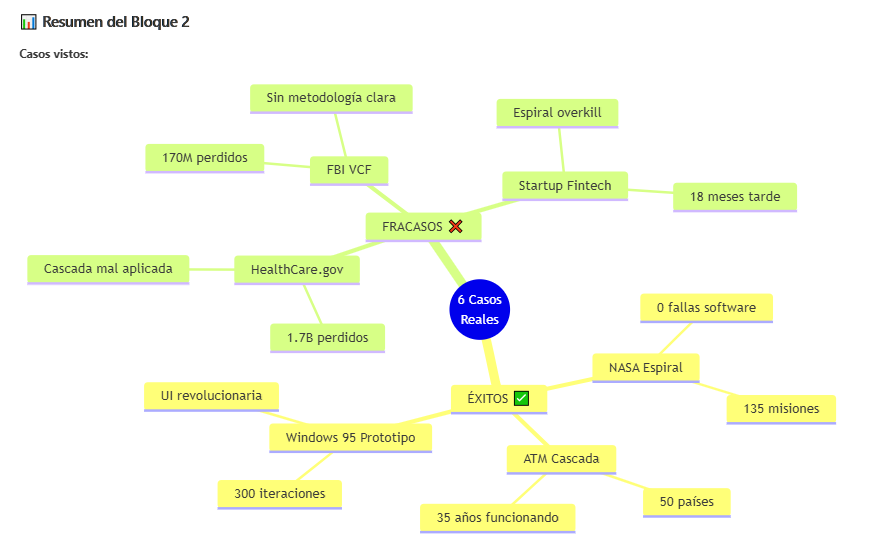 📊 Resumen del Bloque 2
Casos vistos:
Sin metodología clara
Espiral overkill
170M perdidos
FBI VCF
Startup Fintech
18 meses tarde
FRACASOS ❌
Cascada mal aplicada
HealthCare.gov
1.7B perdidos
6 Casos
Reales
0 fallas software
NASA Espiral
135 misiones
ÉXITOS ✅
UI revolucionaria
Windows 95 Prototipo
300 iteraciones
ATM Cascada
35 años funcionando
50 países